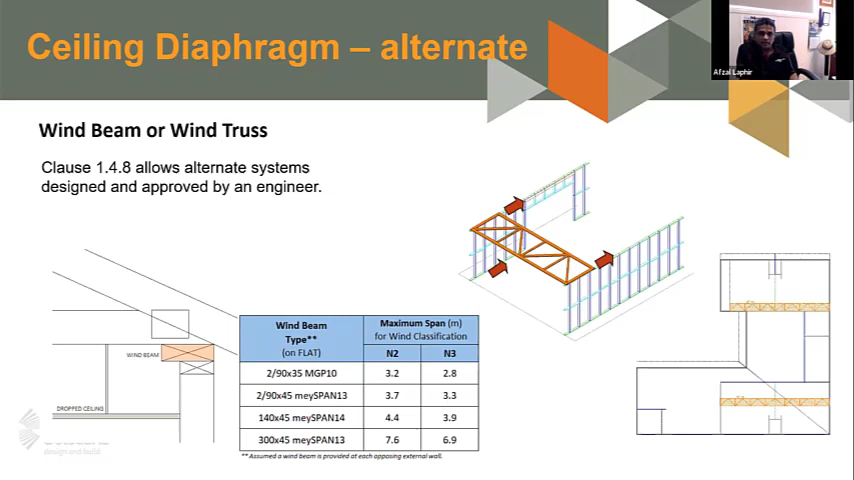 Ceiling Diaphragm – alternate
Afzal Laphir
Wind Beam or Wind Truss
Clause 1.4.8 allows alternate systems
designed and approved by an engineer.
WIND BEAM
DROPPED CEILING
design and build
Wind Beam Type** (on FLAT) | Maximum Span (m) for Wind Classification
N2 | N3
2/90x35 MGP10 | 3.2 | 2.8
2/90x45 meySPAN13 | 3.7 | 3.3
140x45 meySPAN14 | 4.4 | 3.9
300x45 meySPAN13 | 7.6 | 6.9
** Assumed a wind beam is provided at each opposing external wall.